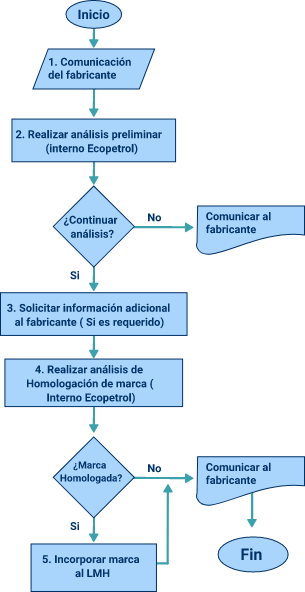 Inicio
1. Comunicación
del fabricante
2. Realizar análisis preliminar
(interno Ecopetrol)
¿Continuar
análisis?
No
Comunicar al
fabricante
Si
3. Solicitar información adicional
al fabricante ( Si es requerido)
4. Realizar análisis de
Homologación de marca (
Interno Ecopetrol)
¿Marca
Homologada?
No
Comunicar al
fabricante
Si
5. Incorporar marca
al LMH
Fin